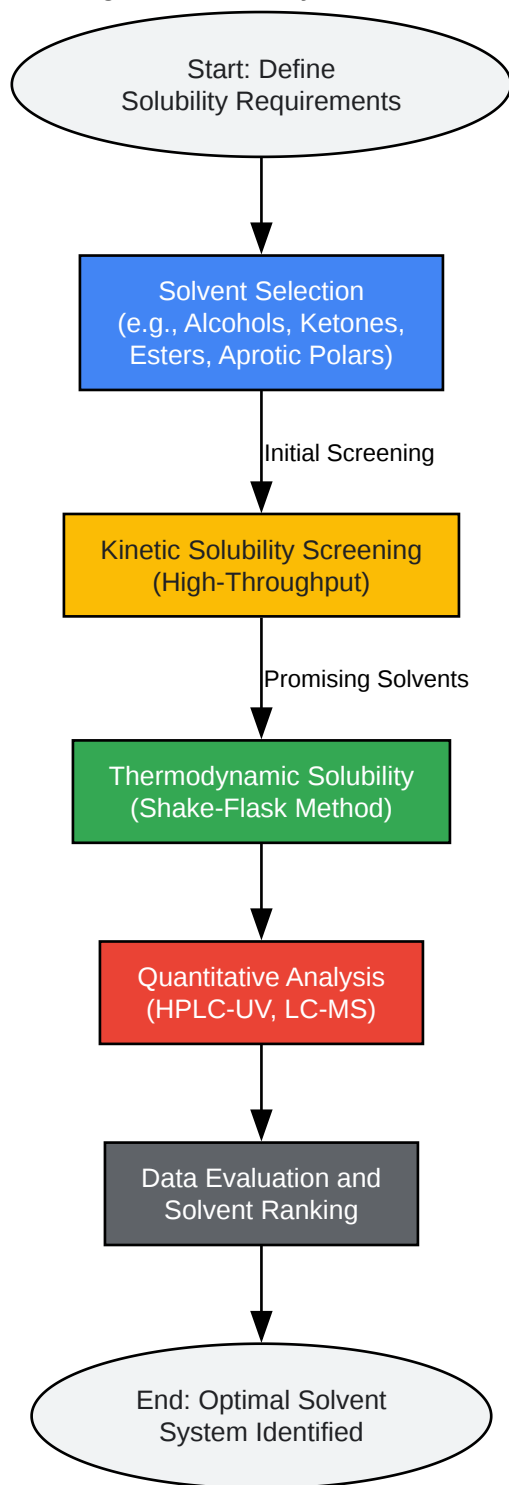 Start: Define
Solubility Requirements
Solvent Selection
(e.g., Alcohols, Ketones,
Esters, Aprotic Polars)
Initial Screening
Kinetic Solubility Screening
(High-Throughput)
Promising Solvents
Thermodynamic Solubility
(Shake-Flask Method)
Quantitative Analysis
(HPLC-UV, LC-MS)
Data Evaluation and
Solvent Ranking
End: Optimal Solvent
System Identified